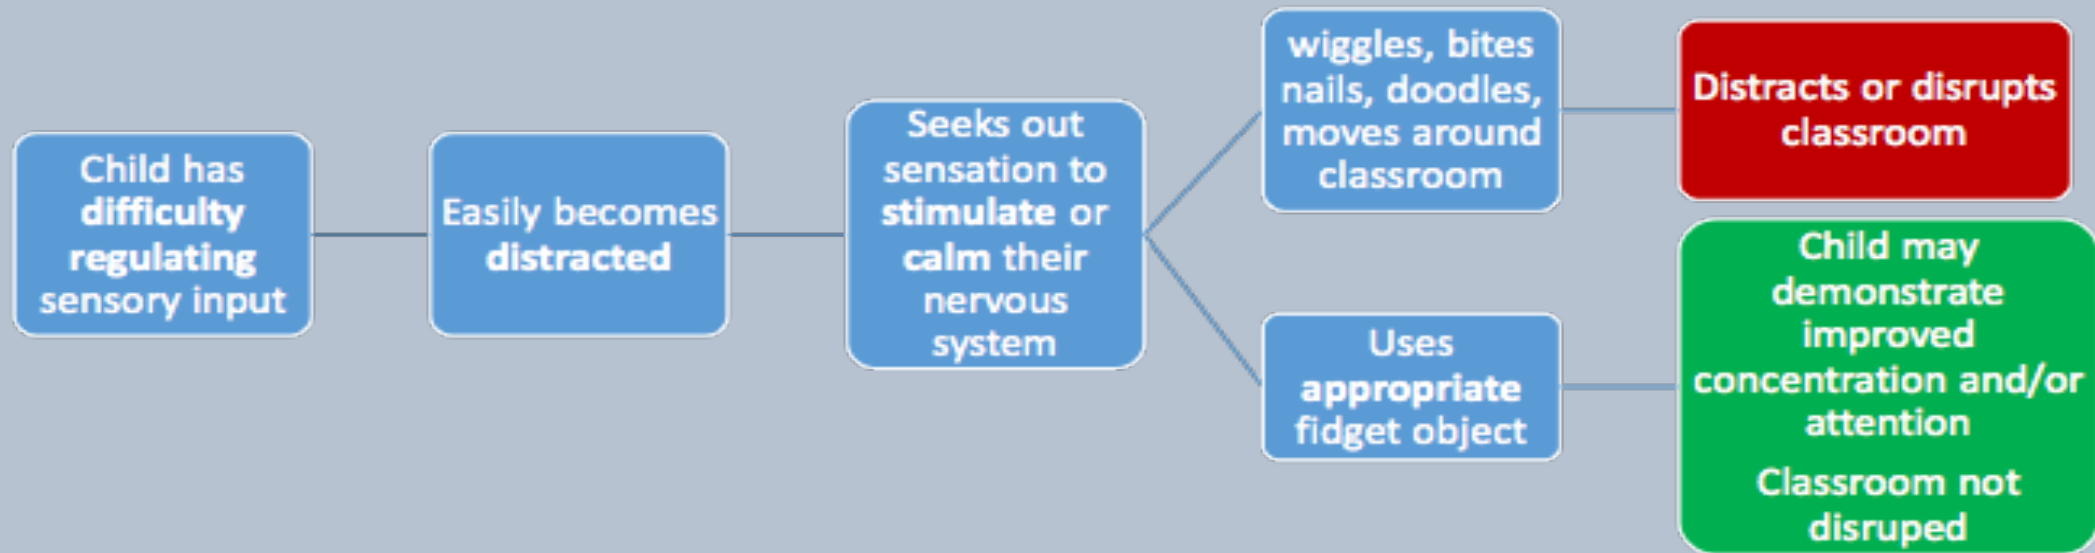 Child has
difficulty
regulating
sensory input
Easily becomes
distracted
Seeks out
sensation to
stimulate or
calm their
nervous
system
wiggles, bites
nails, doodles,
moves around
classroom
Distracts or disrupts
classroom
Uses
appropriate
fidget object
Child may
demonstrate
improved
concentration and/or
attention
Classroom not
disruped